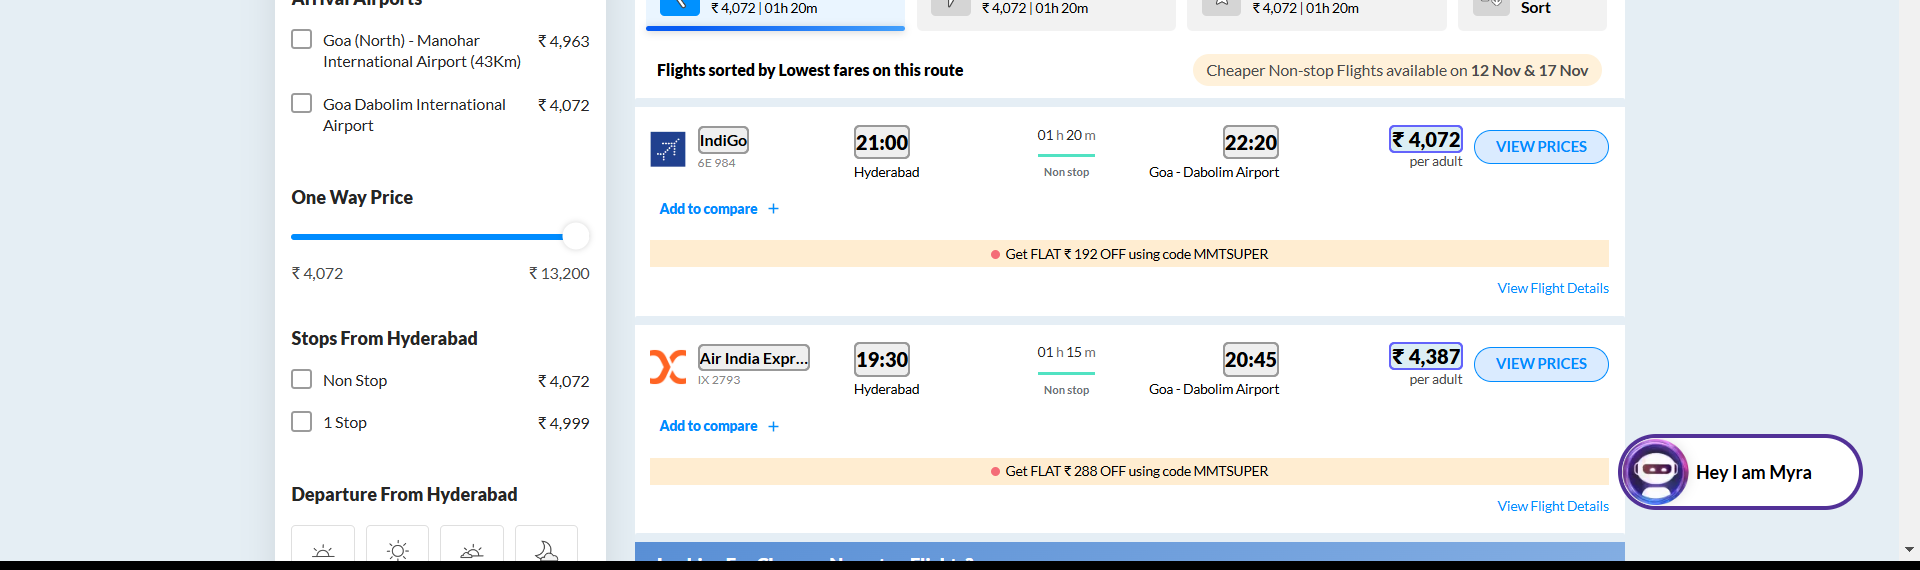 Arrival Airports
Goa (North) - Manohar International Airport (43Km) ₹ 4,963
Goa Dabolim International Airport ₹ 4,072
One Way Price
₹ 4,072 ₹ 13,200
Stops From Hyderabad
Non Stop ₹ 4,072
1 Stop ₹ 4,999
Departure From Hyderabad
₹ 4,072 | 01h 20m
₹ 4,072 | 01h 20m
₹ 4,072 | 01h 20m
Sort
Flights sorted by Lowest fares on this route
Cheaper Non-stop Flights available on 12 Nov & 17 Nov
IndiGo
6E 984
21:00
Hyderabad
01 h 20 m
Non stop
22:20
Goa - Dabolim Airport
₹ 4,072
per adult
VIEW PRICES
Add to compare +
Get FLAT ₹ 192 OFF using code MMTSUPER
View Flight Details
Air India Expr...
IX 2793
19:30
Hyderabad
01 h 15 m
Non stop
20:45
Goa - Dabolim Airport
₹ 4,387
per adult
VIEW PRICES
Add to compare +
Get FLAT ₹ 288 OFF using code MMTSUPER
View Flight Details
Hey I am Myra